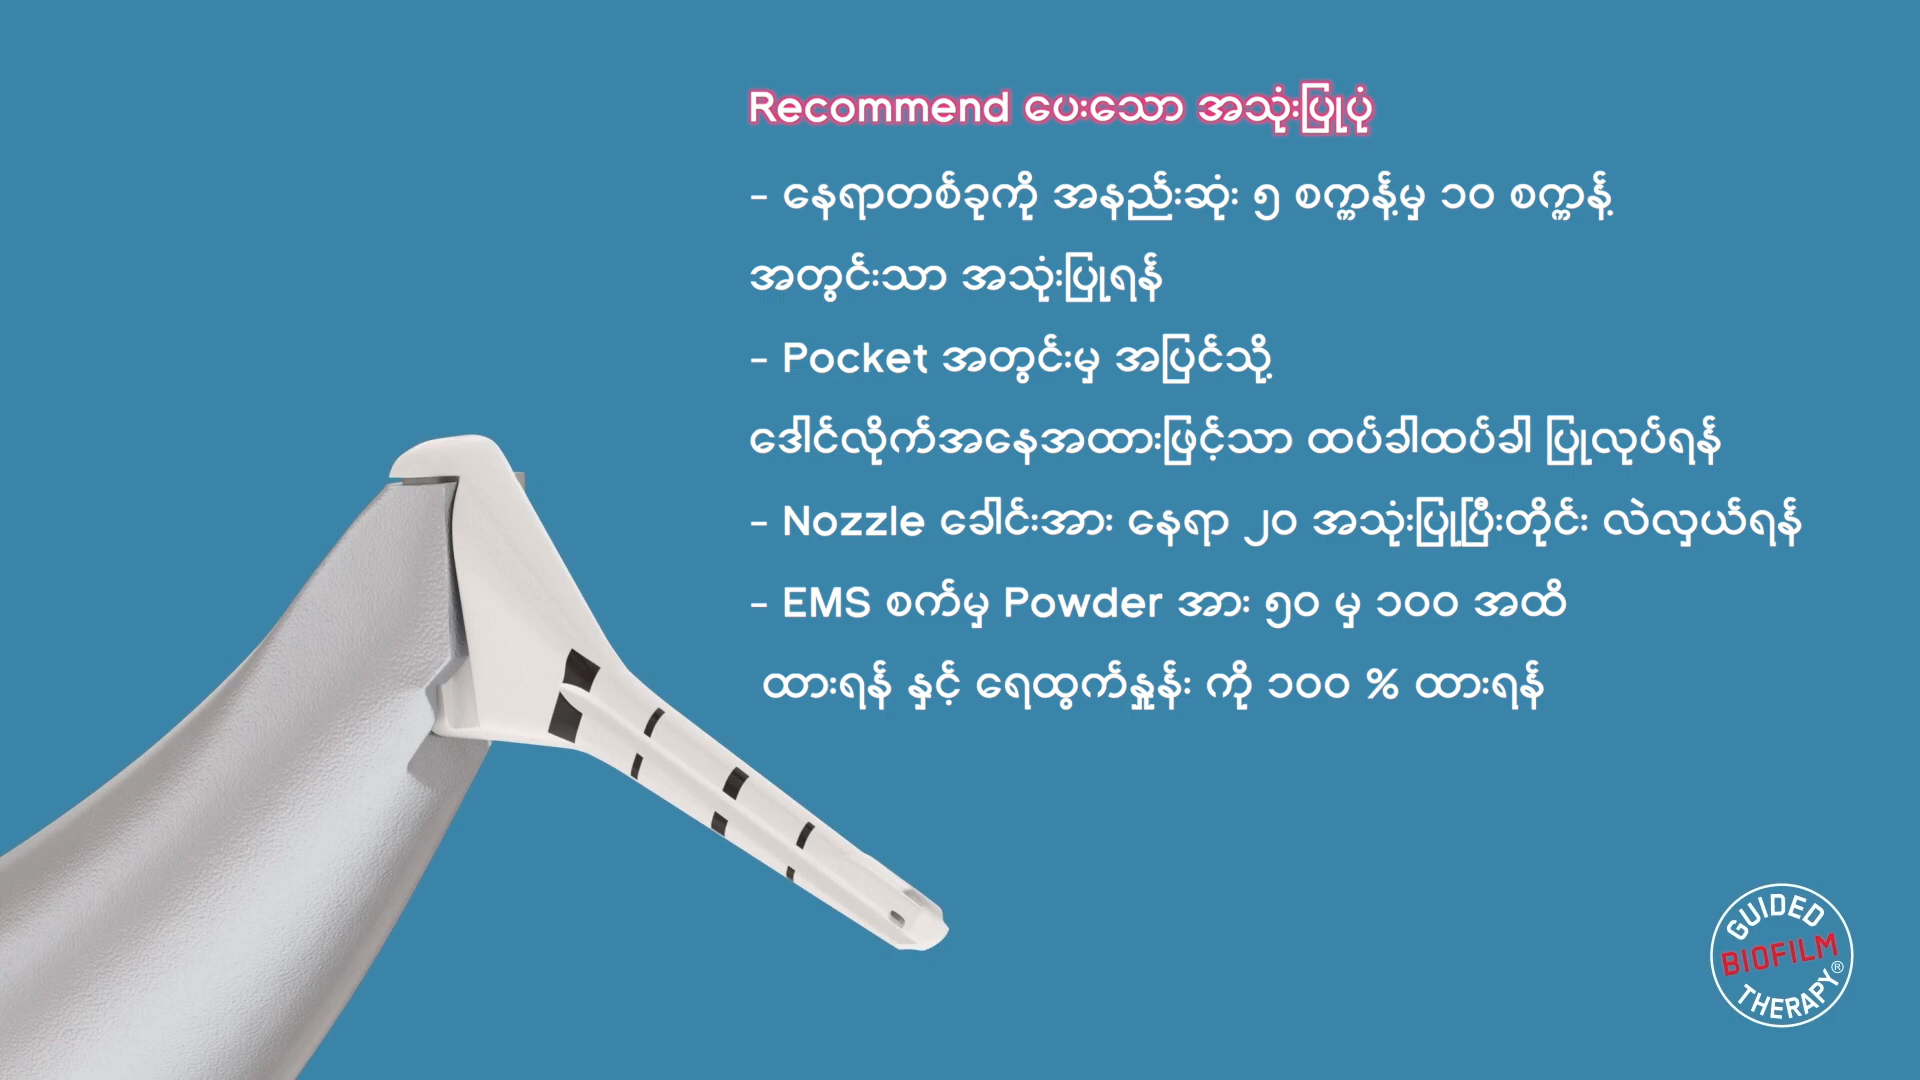 Recommend ပေးသော အသုံးပြုပုံ
- နေရာတစ်ခုကို အနည်းဆုံး ၅ စက္ကန့်မှ ၁၀ စက္ကန့်
အတွင်းသာ အသုံးပြုရန်
- Pocket အတွင်းမှ အပြင်သို့
ဒေါင်လိုက်အနေအထားဖြင့်သာ ထပ်ခါထပ်ခါ ပြုလုပ်ရန်
- Nozzle ခေါင်းအား နေရာ ၂၀ အသုံးပြုပြီးတိုင်း လဲလှယ်ရန်
- EMS စက်မှ Powder အား ၅၀ မှ ၁၀၀ အထိ
ထားရန် နှင့် ရေထွက်နှုန်း ကို ၁၀၀ % ထားရန်
GUIDED
BIOFILM
THERAPY®